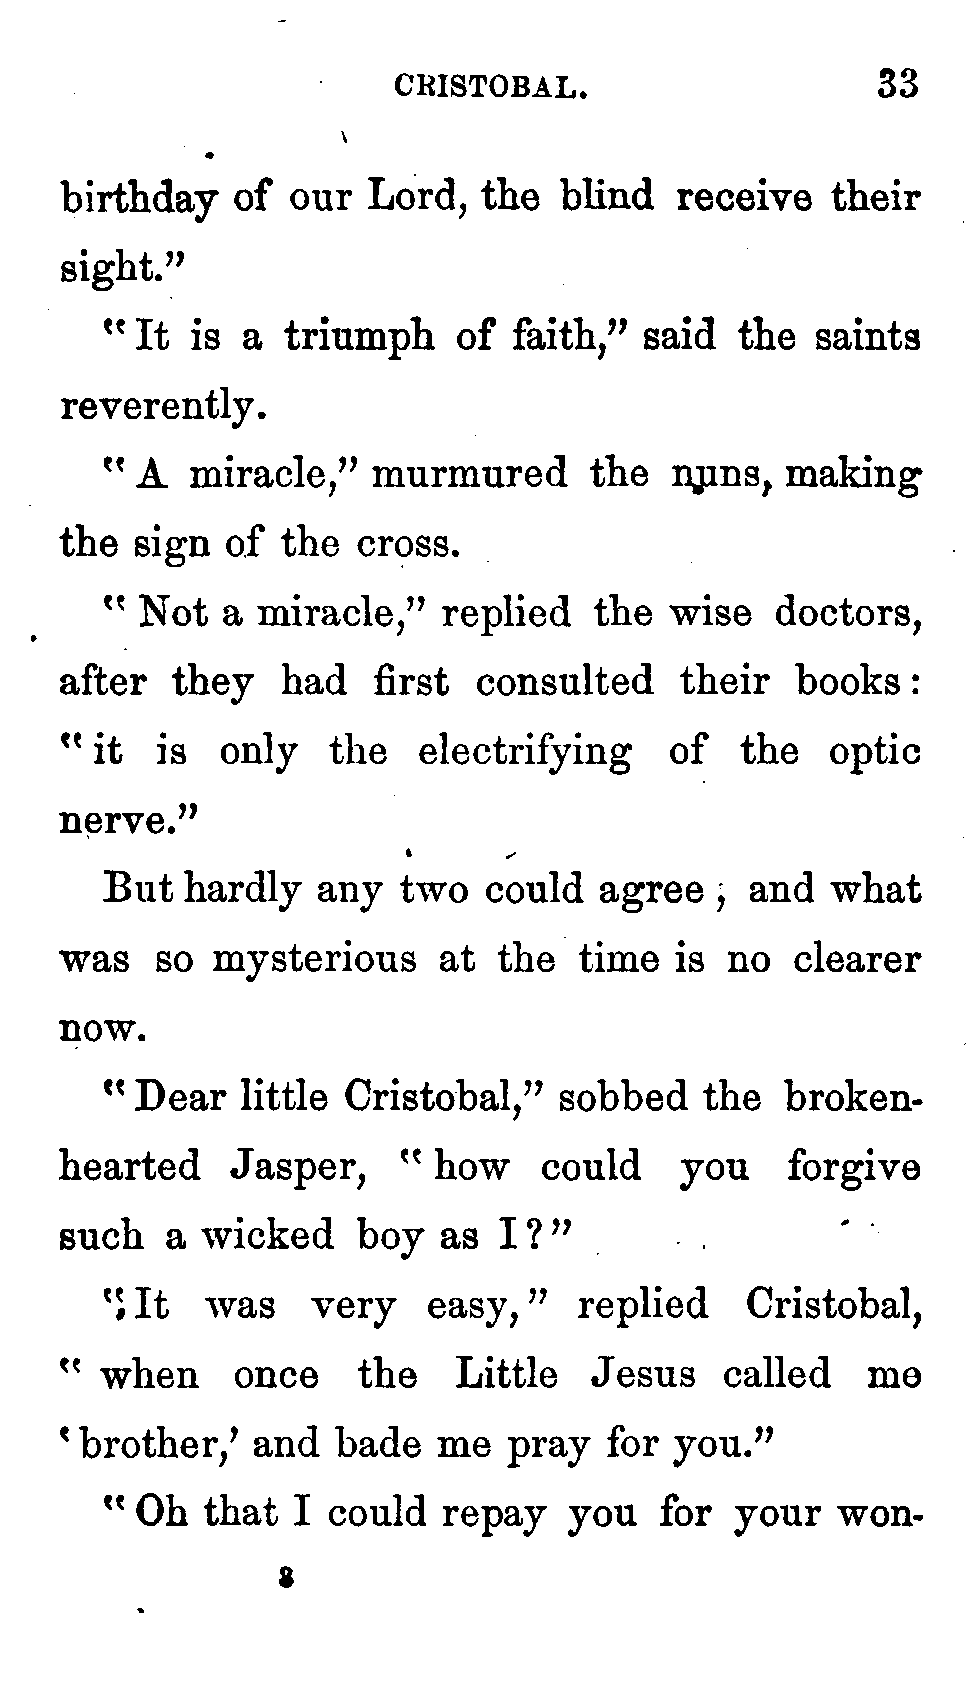 CRISTOBAL. 33
birthday of our Lord, the blind receive their
sight."
"It is a triumph of faith," said the saints
reverently.
"A miracle," murmured the nuns, making
the sign of the cross.
"Not a miracle," replied the wise doctors,
after they had first consulted their books:
"it is only the electrifying of the optic
nerve."
But hardly any two could agree; and what
was so mysterious at the time is no clearer
now.
"Dear little Cristobal," sobbed the broken-
hearted Jasper, "how could you forgive
such a wicked boy as I?"
"It was very easy," replied Cristobal,
"when once the Little Jesus called me
'brother,' and bade me pray for you."
"Oh that I could repay you for your won-